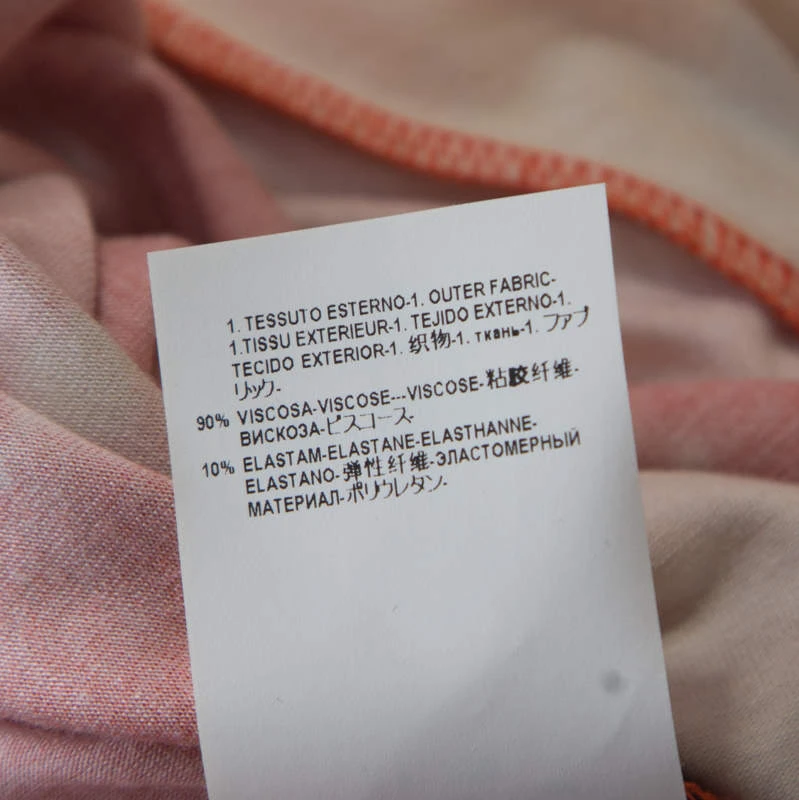 1. TESSUTO ESTERNO-1. OUTER FABRIC-
1.TISSU EXTERIEUR-1. TEJIDO EXTERNO-1.
TECIDO EXTERIOR-1. 织物-1. ткань-1. ファブ
リック-
90% VISCOSA-VISCOSE---VISCOSE-粘胶纤维-
ВИСКОЗА-ビスコース-
10% ELASTAM-ELASTANE-ELASTHANNE-
ELASTANO-弹性纤维-ЭЛАСТОМЕРНЫЙ
МАТЕРИАЛ-ポリウレタン-